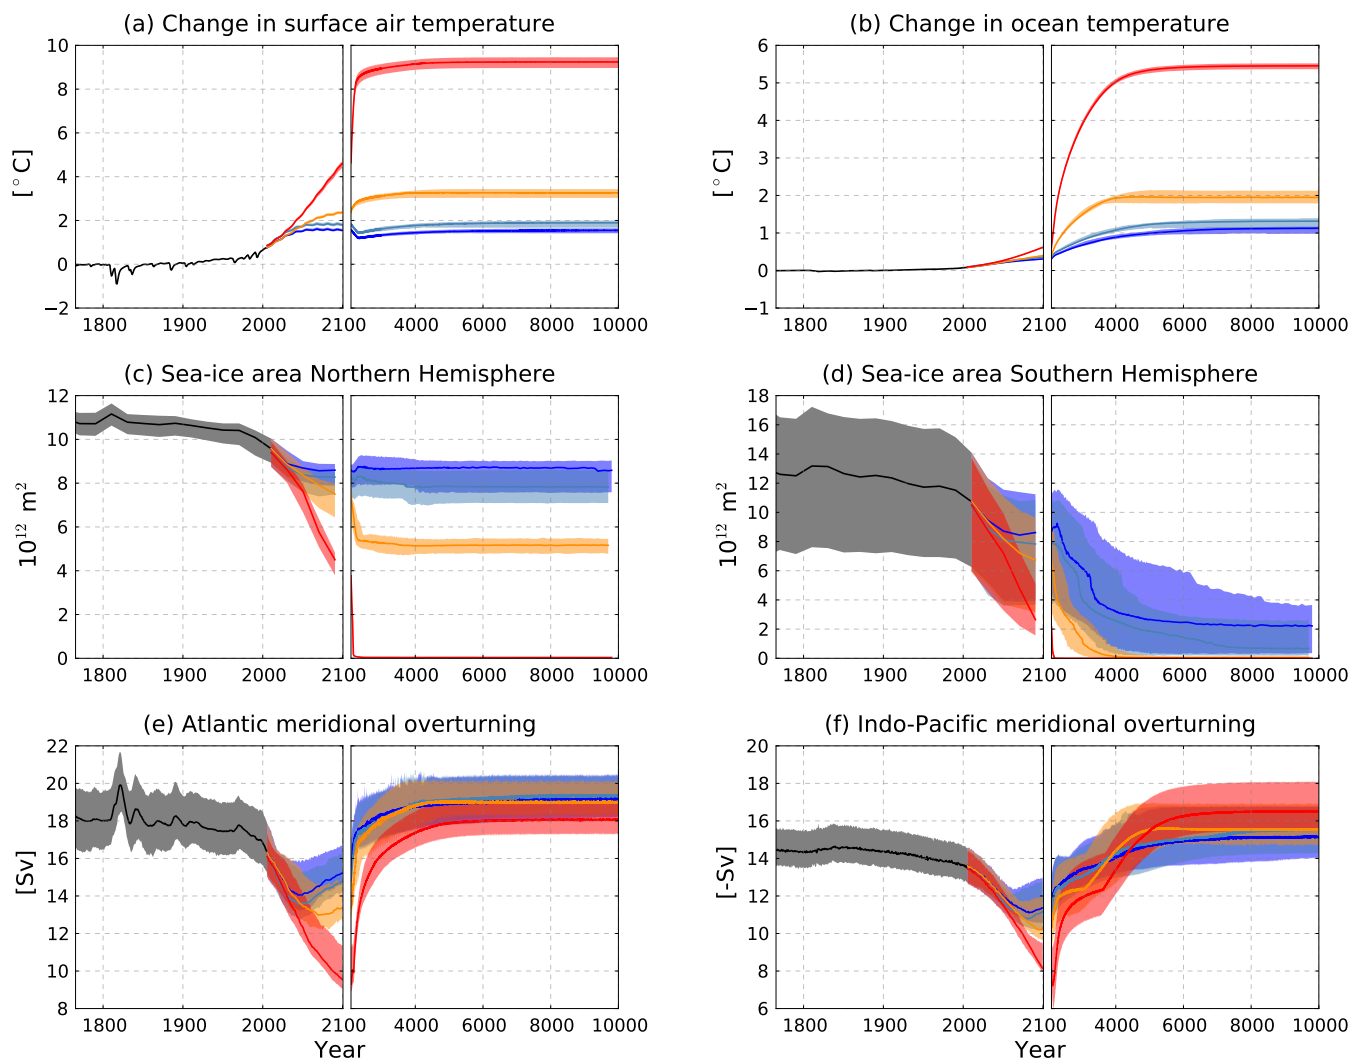 (a) Change in surface air temperature
(b) Change in ocean temperature
10
8
6
4
2
0
−2
[°C]
1800 1900 2000 2100 4000 6000 8000 10000
6
5
4
3
2
1
0
−1
[°C]
1800 1900 2000 2100 4000 6000 8000 10000
(c) Sea-ice area Northern Hemisphere
(d) Sea-ice area Southern Hemisphere
12
10
8
6
4
2
0
10¹² m²
1800 1900 2000 2100 4000 6000 8000 10000
18
16
14
12
10
8
6
4
2
0
10¹² m²
1800 1900 2000 2100 4000 6000 8000 10000
(e) Atlantic meridional overturning
(f) Indo-Pacific meridional overturning
22
20
18
16
14
12
10
8
[Sv]
1800 1900 2000 2100 4000 6000 8000 10000
Year
20
18
16
14
12
10
8
6
[-Sv]
1800 1900 2000 2100 4000 6000 8000 10000
Year